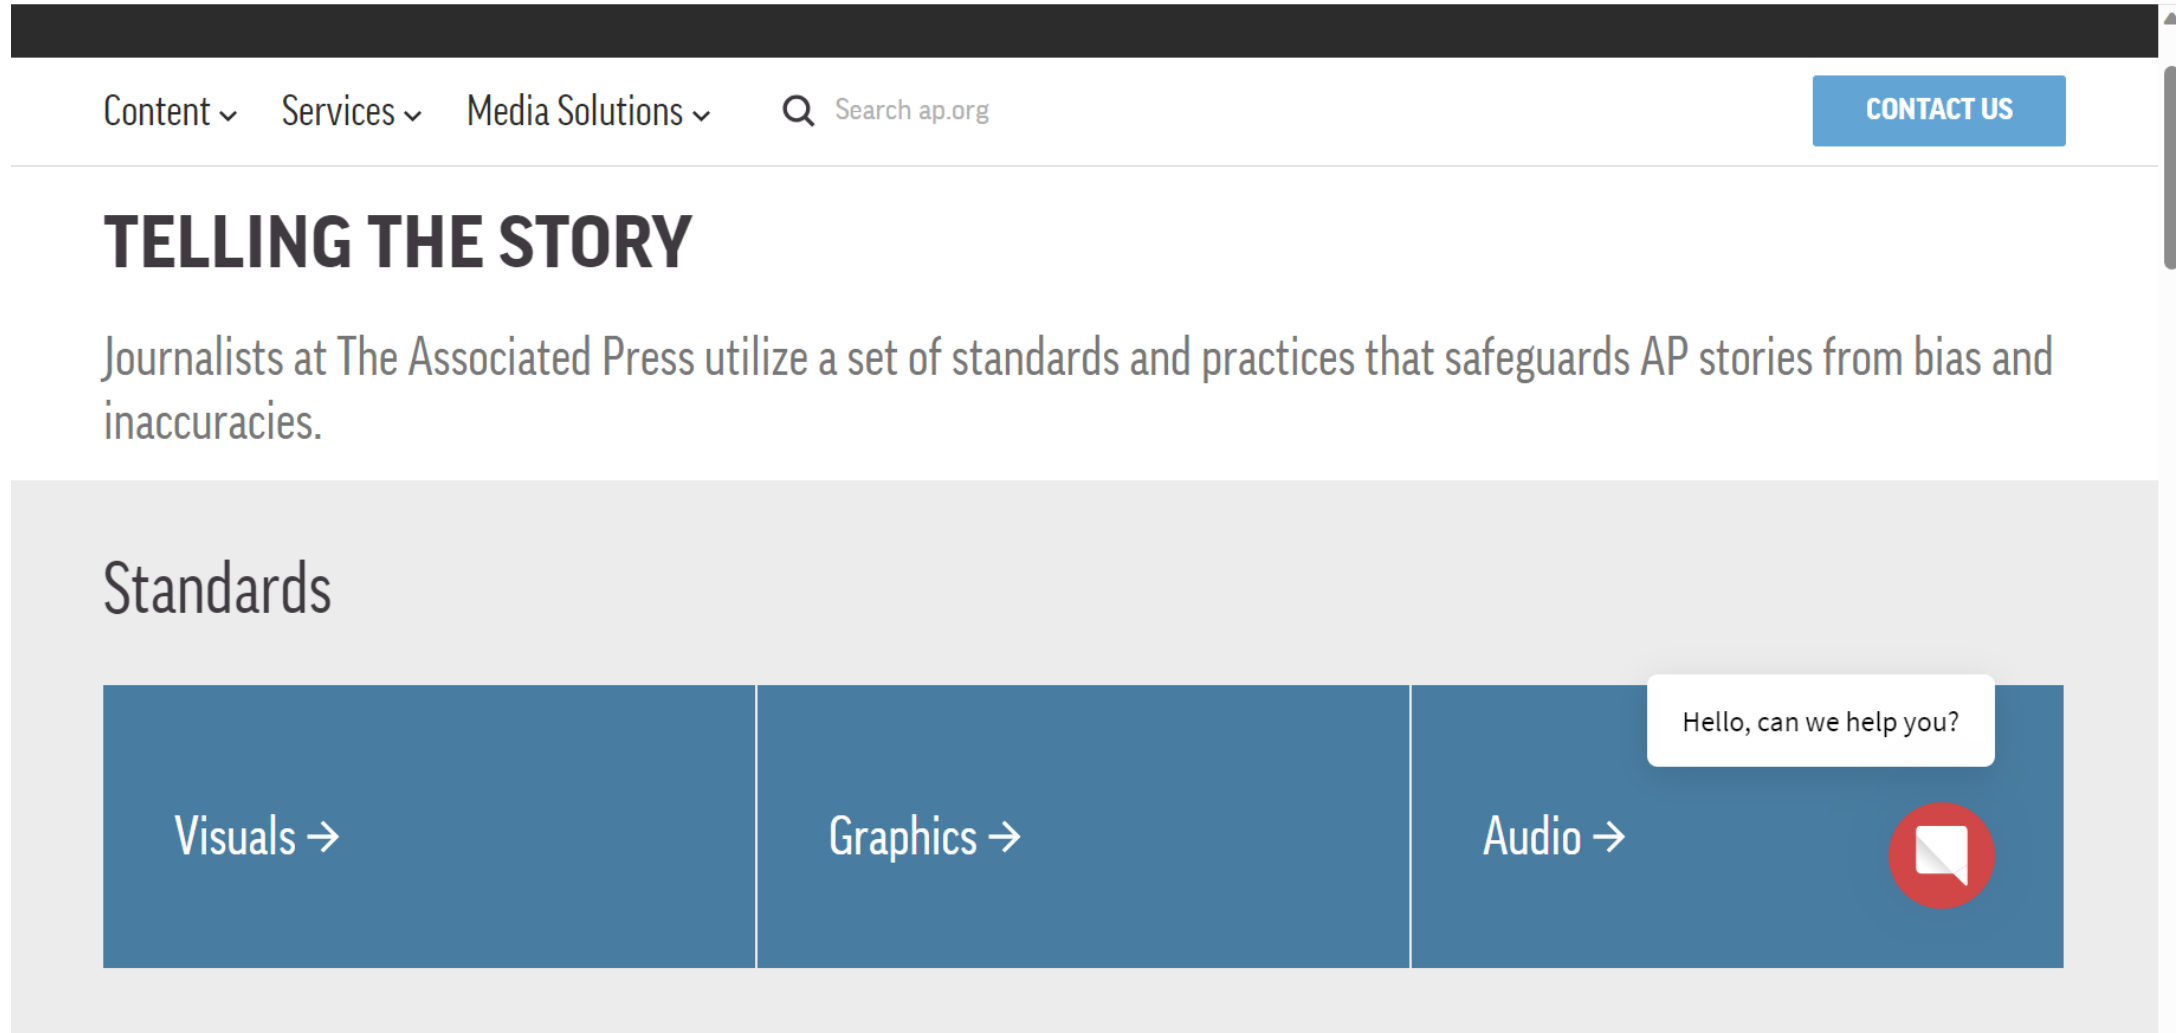 Content Services Media Solutions Search ap.org CONTACT US
TELLING THE STORY
Journalists at The Associated Press utilize a set of standards and practices that safeguards AP stories from bias and
inaccuracies.
Standards
Hello, can we help you?
Visuals → Graphics → Audio →